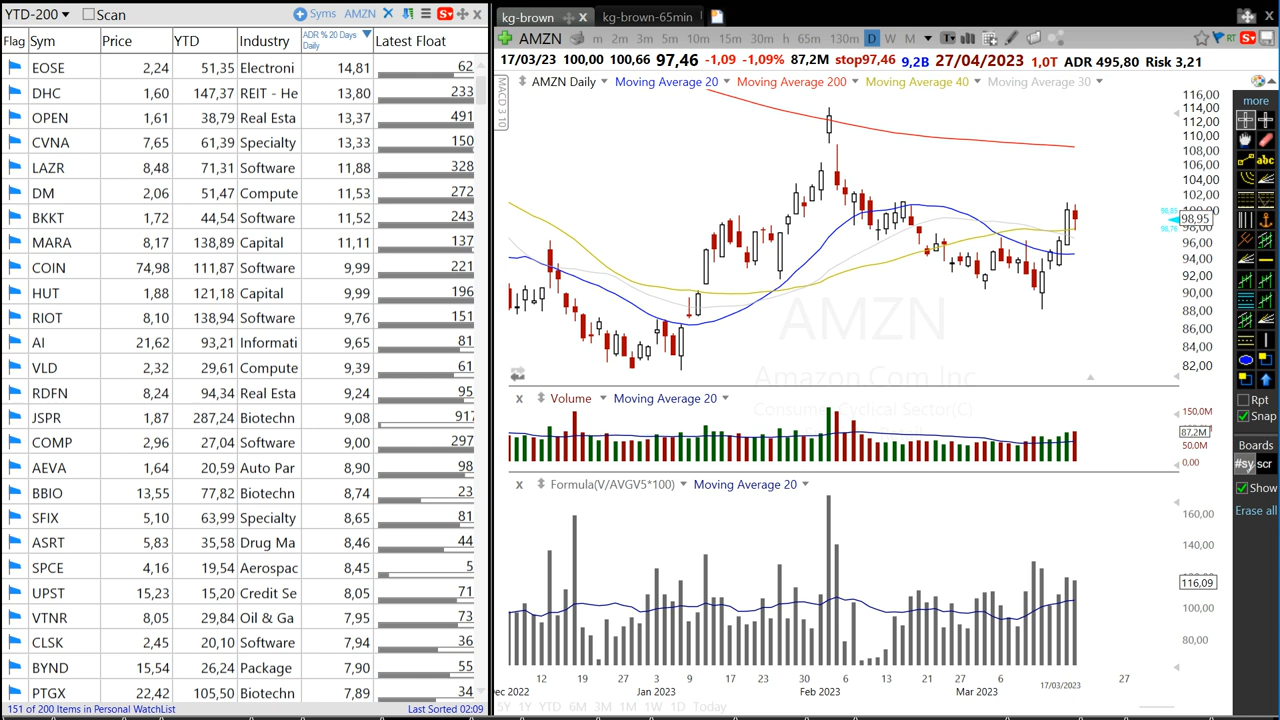 YTD-200 Scan Syms AMZN
Flag Sym Price YTD Industry ADR % 20 Days Daily Latest Float
EOSE 2,24 51,35 Electroni 14,81 62
DHC 1,60 147,37 13,88 233
OPEN 1,61 38,79 Real Esta 13,37 491
CVNA 7,65 61,39 Specialty 13,33 150
LAZR 8,48 71,31 Software 11,88 328
DM 2,06 51,47 Compute 11,53 272
BKKT 1,72 44,54 Software 11,52 243
MARA 8,17 138,89 Capital 11,11 137
COIN 74,98 111,87 Software 9,99 221
HUT 1,88 121,18 Capital 9,99 196
RIOT 8,10 138,94 Software 9,76 151
AI 21,62 93,21 Informati 9,65 81
VLD 2,32 29,61 Compute 9,39 61
RDFN 8,24 94,34 Real Esta 9,24 95
JSPR 1,87 287,24 Biotechn 9,08 917
COMP 2,96 27,04 Software 9,00 297
AEVA 1,64 20,59 Auto Par 8,90 98
BBIO 13,55 77,82 Biotechn 8,74 23
SFIX 5,10 63,99 Specialty 8,65 81
ASRT 5,83 35,58 Drug Ma 8,46 44
SPCE 4,16 19,54 Aerospac 8,45 5
UPST 15,23 15,20 Credit Se 8,05 71
VTNR 8,05 29,84 Oil & Ga 7,95 73
CLSK 2,45 20,10 Software 7,94 36
BYND 15,54 26,24 Package 7,90 55
PTGX 22,42 105,50 Biotechn 7,89 34
151 of 200 Items in Personal WatchList Last Sorted 02:09
kg-brown kg-brown-65min
AMZN m 2m 3m 5m 10m 15m 30m h 65m 130m D W M RT
17/03/23 100,00 100,66 97,46 -1,09 -1,09% 87,2M stop97,46 9,2B 27/04/2023 1,0T ADR 495,80 Risk 3,21
MACD 3 10
AMZN Daily Moving Average 20 Moving Average 200 Moving Average 40 Moving Average 30
116,00
114,00
112,00
110,00
108,00
106,00
104,00
102,00
98,95
96,00
94,00
92,00
90,00
88,00
86,00
84,00
82,00
AMZN
Amazon Com Inc
Consumer Cyclical Sector(C)
X Volume Moving Average 20
150.0M
87,2M
50.0M
0.00
X Formula(V/AVGV5*100) Moving Average 20
160,00
140,00
116,09
100,00
80,00
12 19 27 9 17 23 30 6 13 21 27 6 27
Dec 2022 Jan 2023 Feb 2023 Mar 2023 17/03/2023
5Y 1Y YTD 6M 3M 1M 1W 1D Today
more
abc
Rpt
Snap
Boards
#sy scr
Show
Erase all